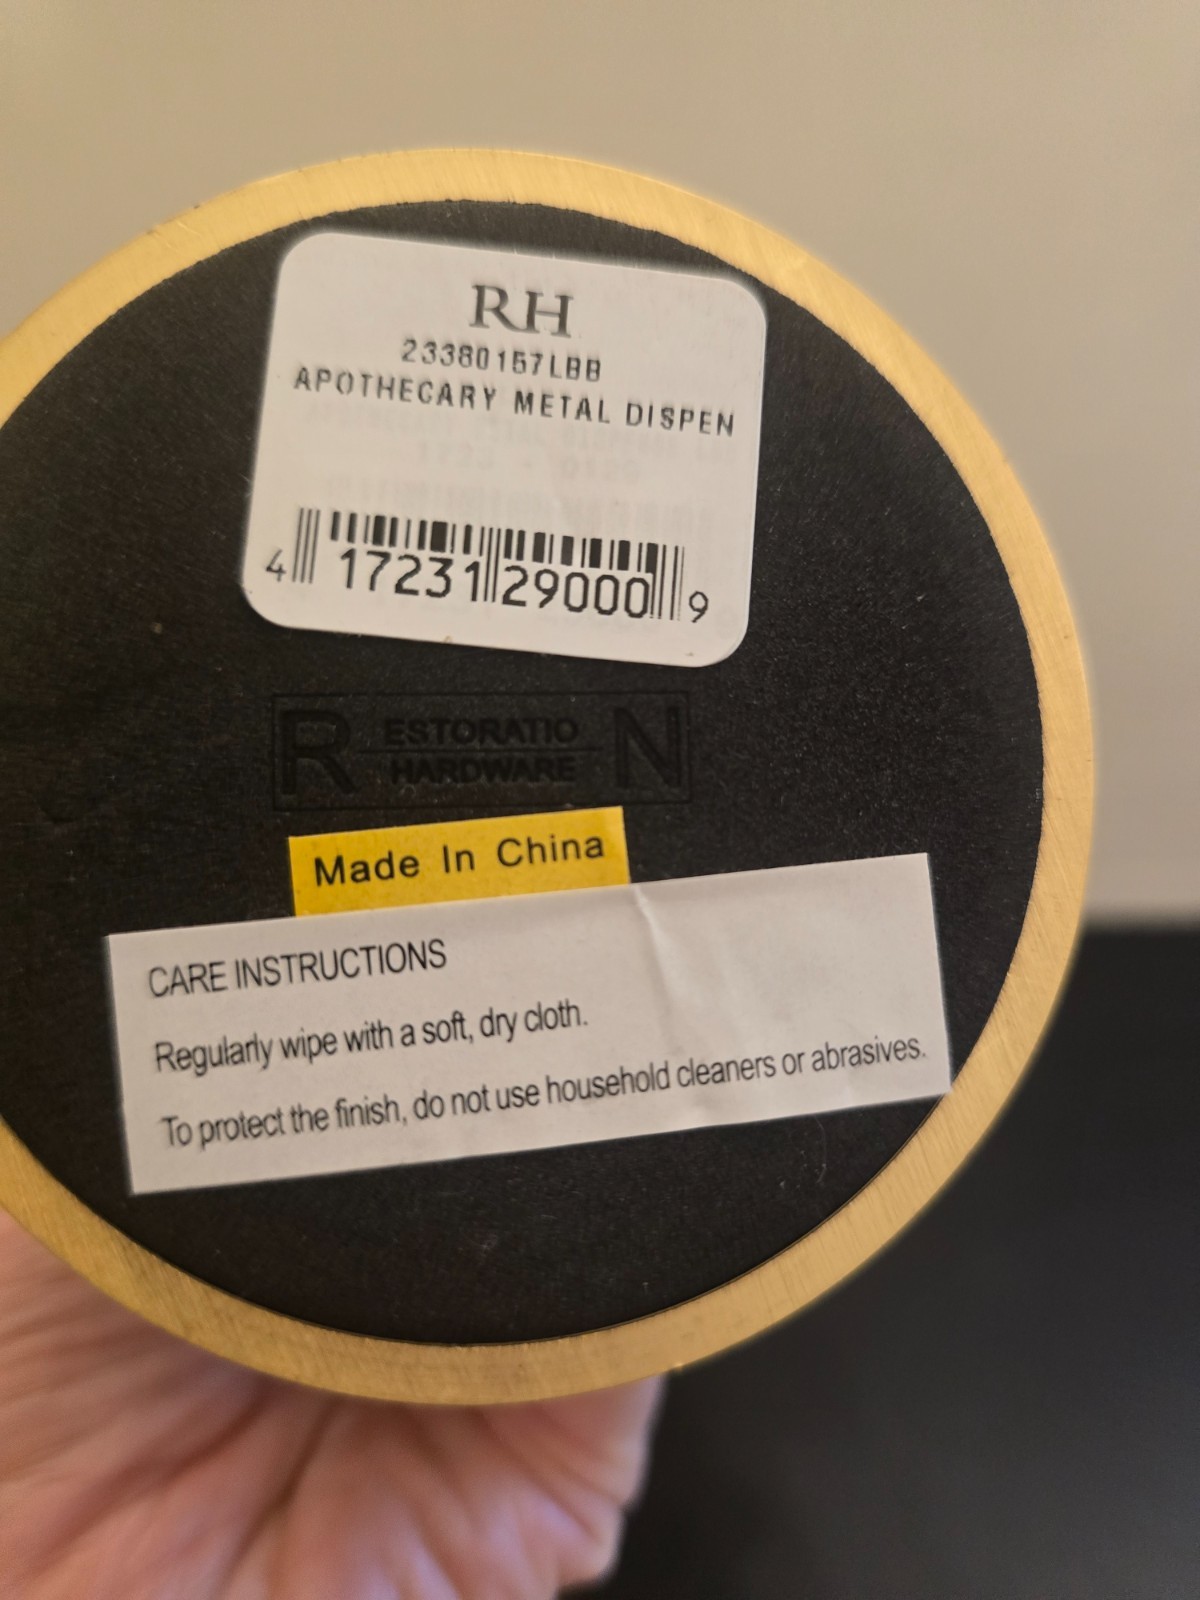 RH
23380157LBB
APOTHECARY METAL DISPEN
4 17231 29000 9
RESTORATION
HARDWARE
Made In China
CARE INSTRUCTIONS
Regularly wipe with a soft, dry cloth.
To protect the finish, do not use household cleaners or abrasives.